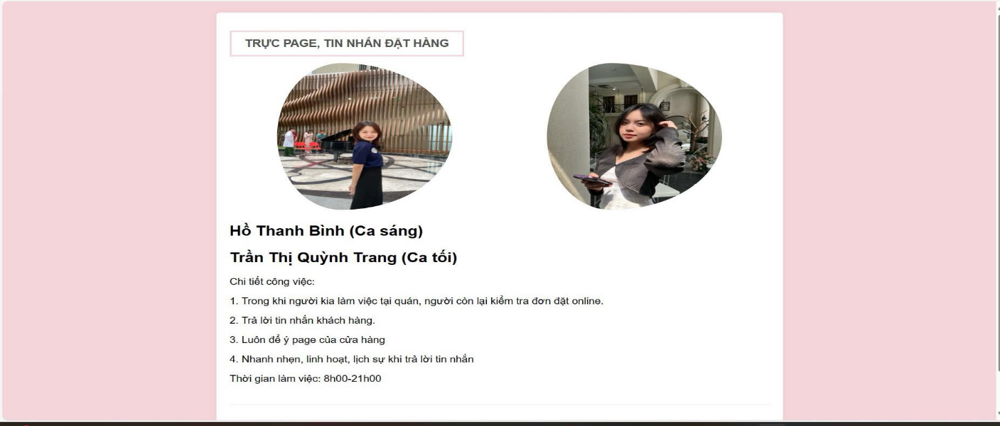 TRỰC PAGE, TIN NHẮN ĐẶT HÀNG
Hồ Thanh Bình (Ca sáng)
Trần Thị Quỳnh Trang (Ca tối)
Chi tiết công việc:
1. Trong khi người kia làm việc tại quán, người còn lại kiểm tra đơn đặt online.
2. Trả lời tin nhắn khách hàng.
3. Luôn để ý page của cửa hàng
4. Nhanh nhẹn, linh hoạt, lịch sự khi trả lời tin nhắn
Thời gian làm việc: 8h00-21h00